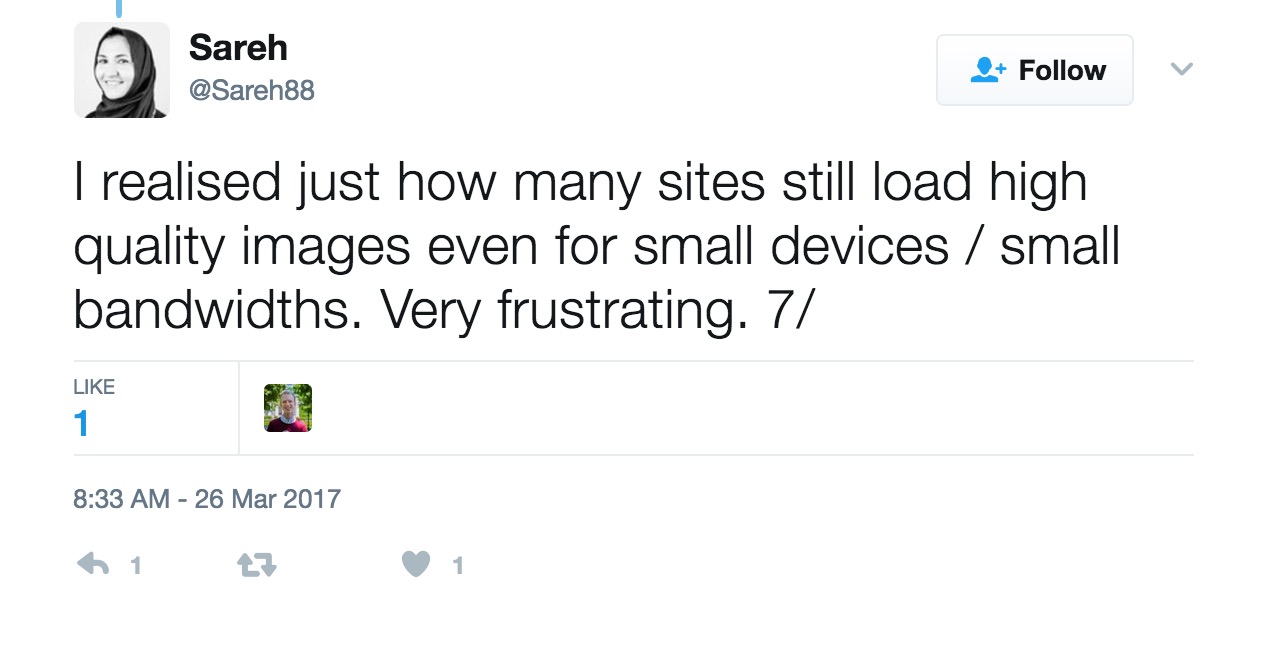 Sareh
@Sareh88
Follow
I realised just how many sites still load high
quality images even for small devices / small
bandwidths. Very frustrating. 7/
LIKE
1
8:33 AM - 26 Mar 2017
1
1